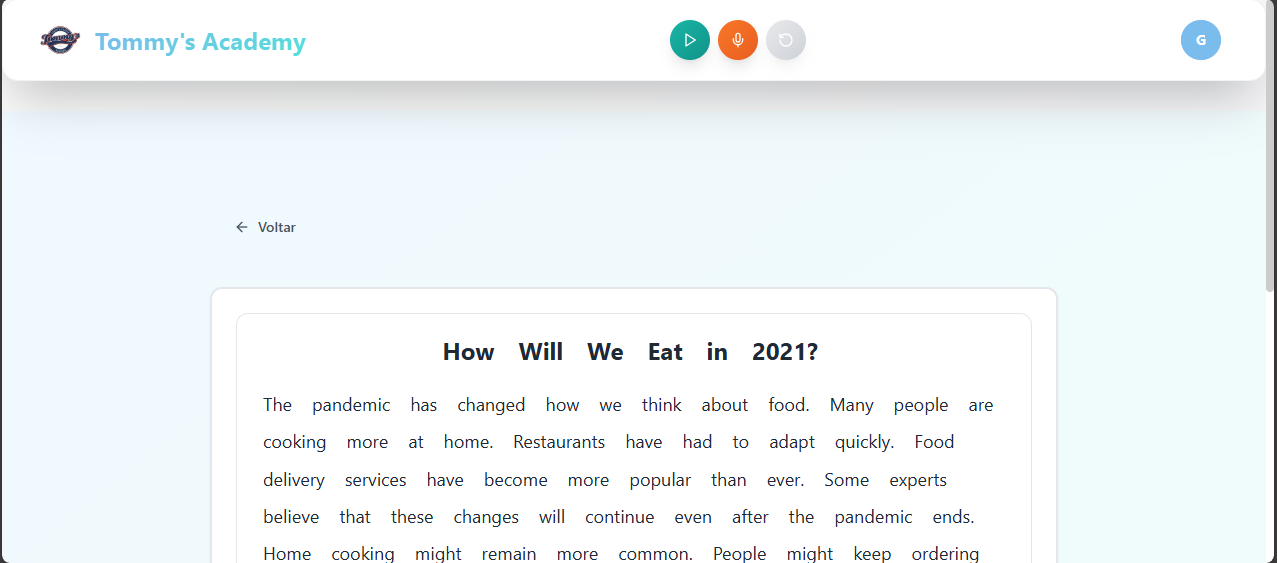 Tommy's
Tommy's Academy
G
Voltar
How Will We Eat in 2021?
The pandemic has changed how we think about food. Many people are
cooking more at home. Restaurants have had to adapt quickly. Food
delivery services have become more popular than ever. Some experts
believe that these changes will continue even after the pandemic ends.
Home cooking might remain more common. People might keep ordering